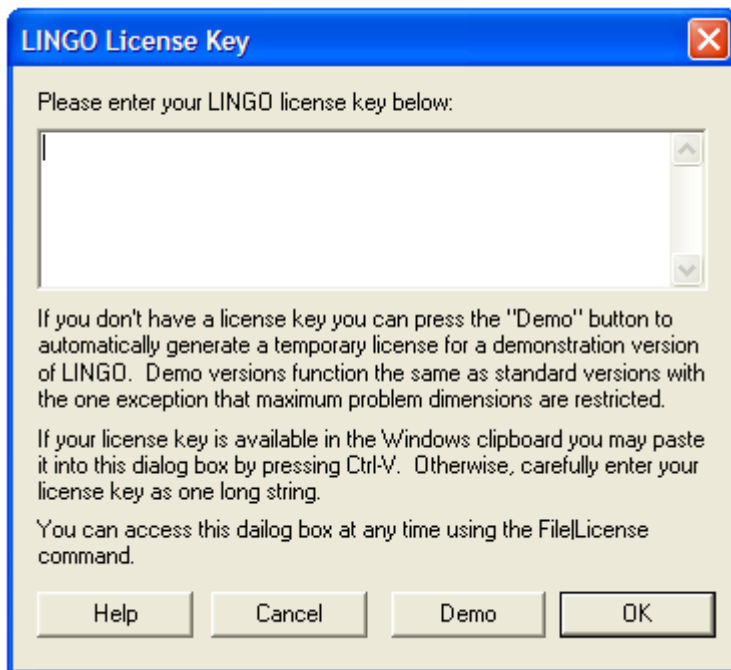 LINGO License Key
Please enter your LINGO license key below:
If you don't have a license key you can press the "Demo" button to
automatically generate a temporary license for a demonstration version
of LINGO.  Demo versions function the same as standard versions with
the one exception that maximum problem dimensions are restricted.
If your license key is available in the Windows clipboard you may paste
it into this dialog box by pressing Ctrl-V.  Otherwise, carefully enter your
license key as one long string.
You can access this dailog box at any time using the File|License
command.
Help Cancel Demo OK